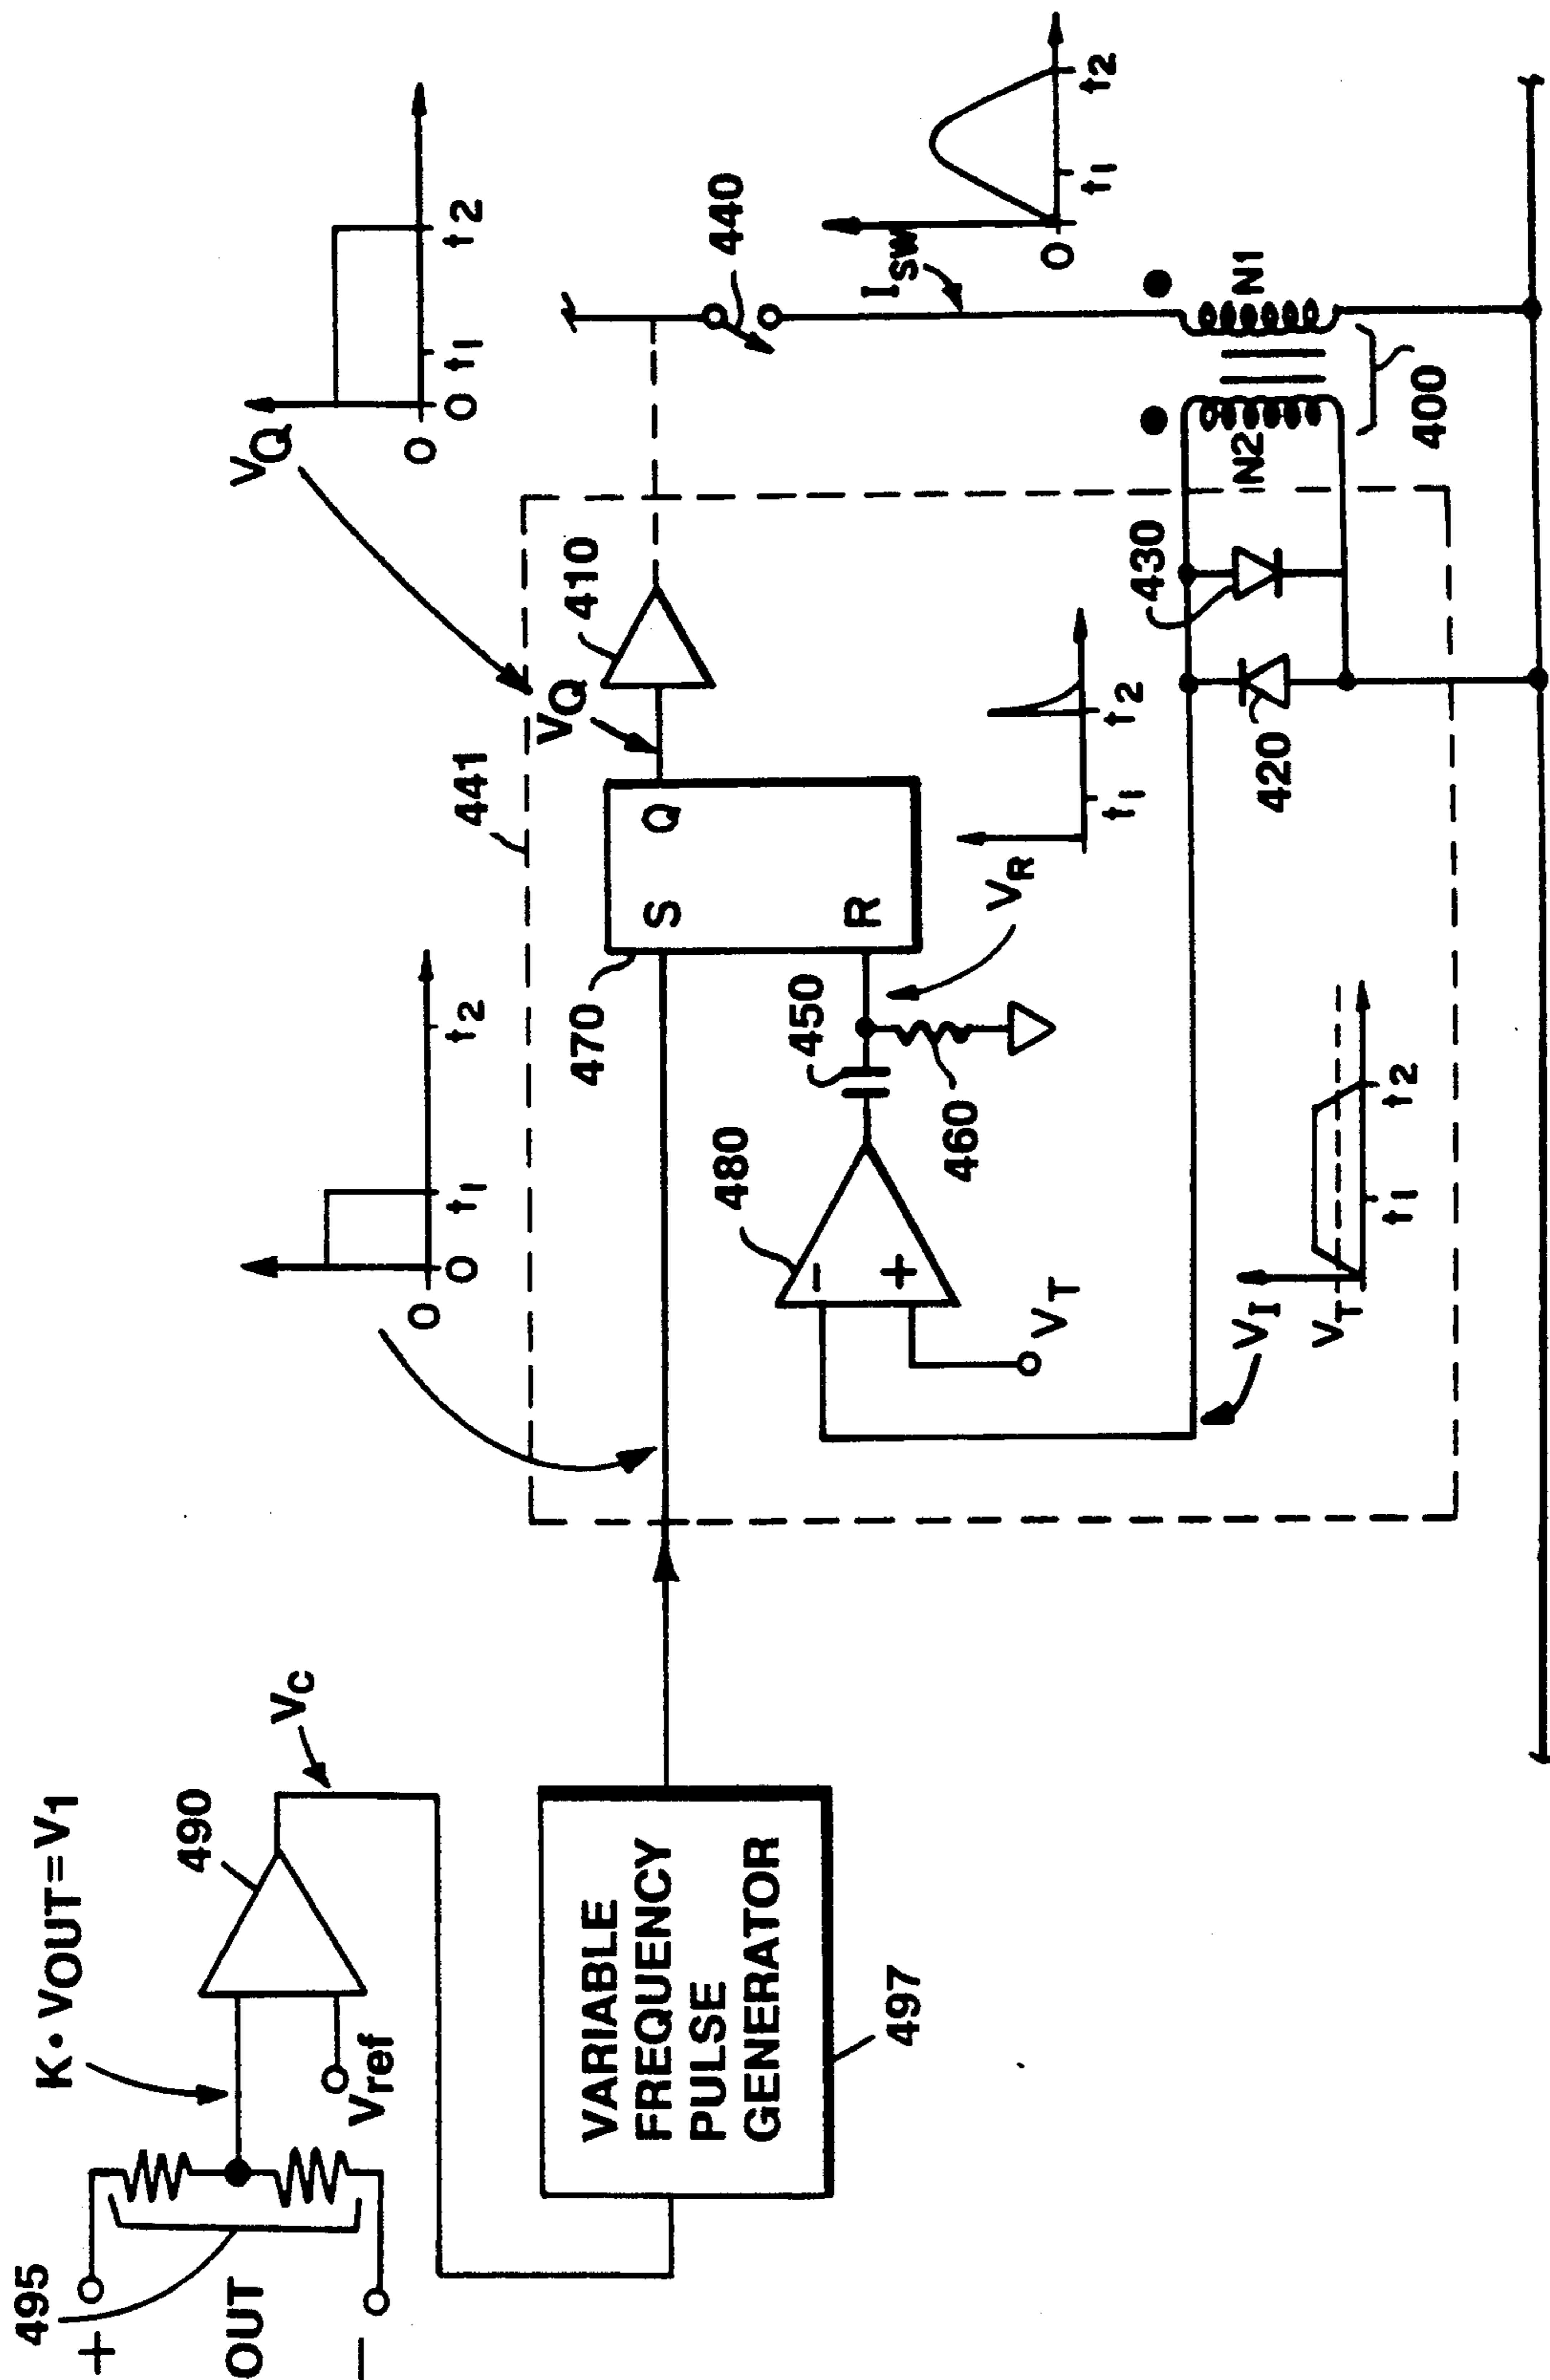 495
+
OUT
−
K • VOUT=V1
Vref
490
VC
VARIABLE
FREQUENCY
PULSE
GENERATOR
497
0
0 t1 t2
441
470
S
Q
R
VQ
410
VQ
0
0 t1 t2
480
−
+
VT
450
460
VR
t1 t2
VI
VT
t1 t2
420
430
440
ISW
0
t1 t2
N2
N1
400